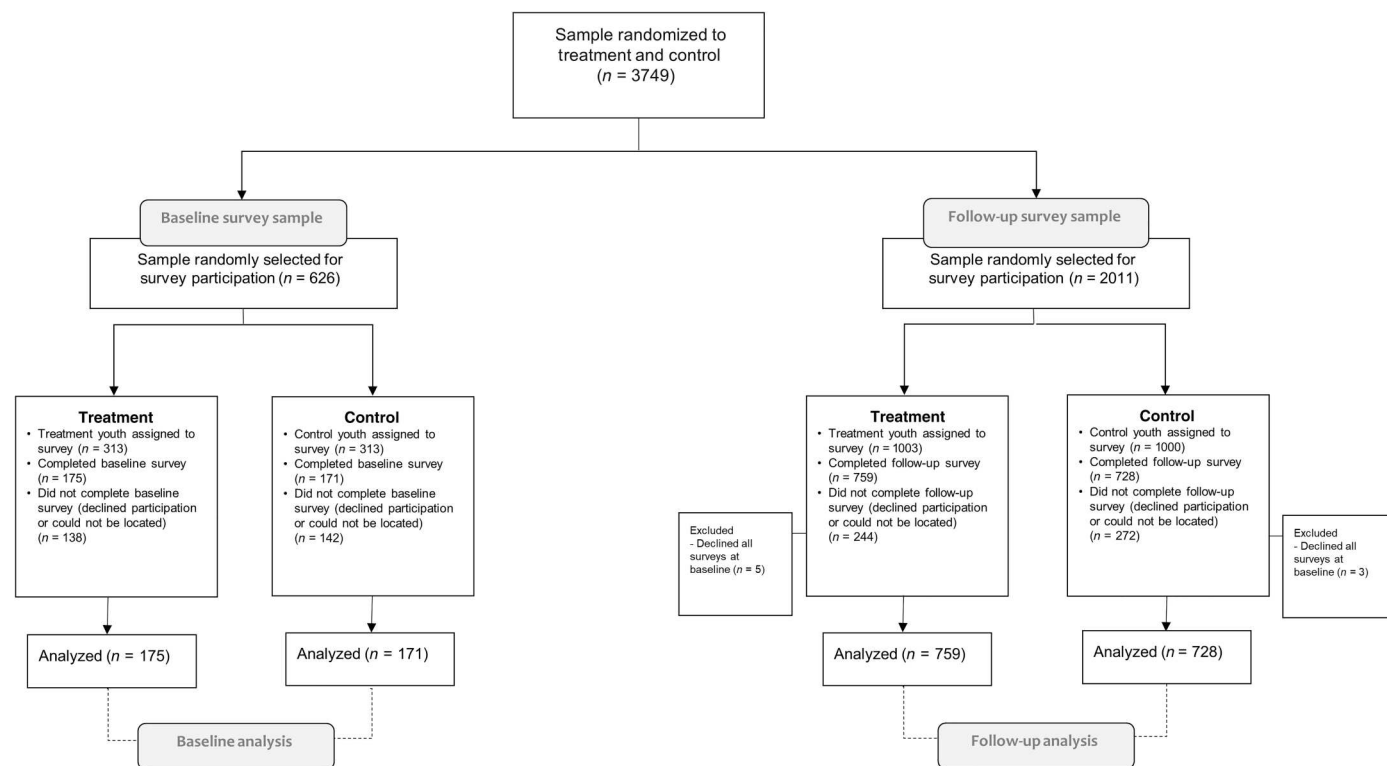 Sample randomized to
treatment and control
(n = 3749)
Baseline survey sample
Sample randomly selected for
survey participation (n = 626)
Follow-up survey sample
Sample randomly selected for
survey participation (n = 2011)
Treatment
• Treatment youth assigned to
survey (n = 313)
• Completed baseline survey
(n = 175)
• Did not complete baseline
survey (declined participation
or could not be located)
(n = 138)
Control
• Control youth assigned to
survey (n = 313)
• Completed baseline survey
(n = 171)
• Did not complete baseline
survey (declined participation
or could not be located)
(n = 142)
Excluded
- Declined all
surveys at
baseline (n = 5)
Treatment
• Treatment youth assigned to
survey (n = 1003)
• Completed follow-up survey
(n = 759)
• Did not complete follow-up
survey (declined participation
or could not be located)
(n = 244)
Control
• Control youth assigned to
survey (n = 1000)
• Completed follow-up survey
(n = 728)
• Did not complete follow-up
survey (declined participation
or could not be located)
(n = 272)
Excluded
- Declined all
surveys at
baseline (n = 3)
Analyzed (n = 175)
Analyzed (n = 171)
Analyzed (n = 759)
Analyzed (n = 728)
Baseline analysis
Follow-up analysis